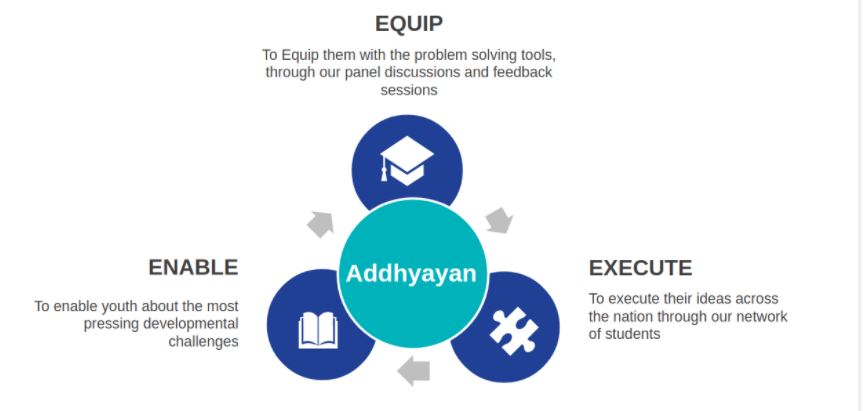 EQUIP
To Equip them with the problem solving tools,
through our panel discussions and feedback
sessions
Addhyayan
ENABLE
To enable youth about the most
pressing developmental
challenges
EXECUTE
To execute their ideas across
the nation through our network
of students